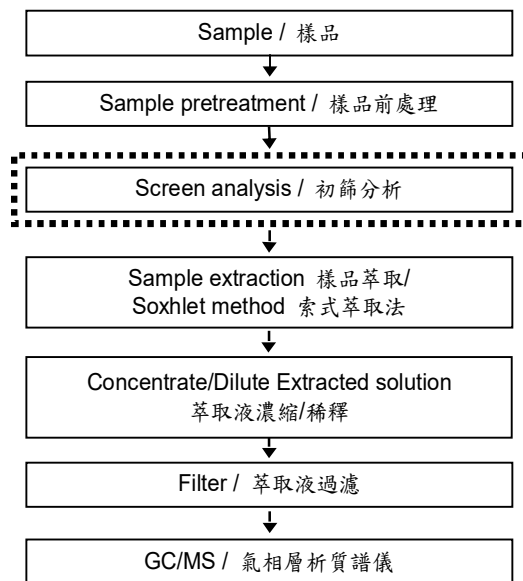 Sample / 樣品
Sample pretreatment / 樣品前處理
Screen analysis / 初篩分析
Sample extraction 樣品萃取/
Soxhlet method 索式萃取法
Concentrate/Dilute Extracted solution
萃取液濃縮/稀釋
Filter / 萃取液過濾
GC/MS / 氣相層析質譜儀